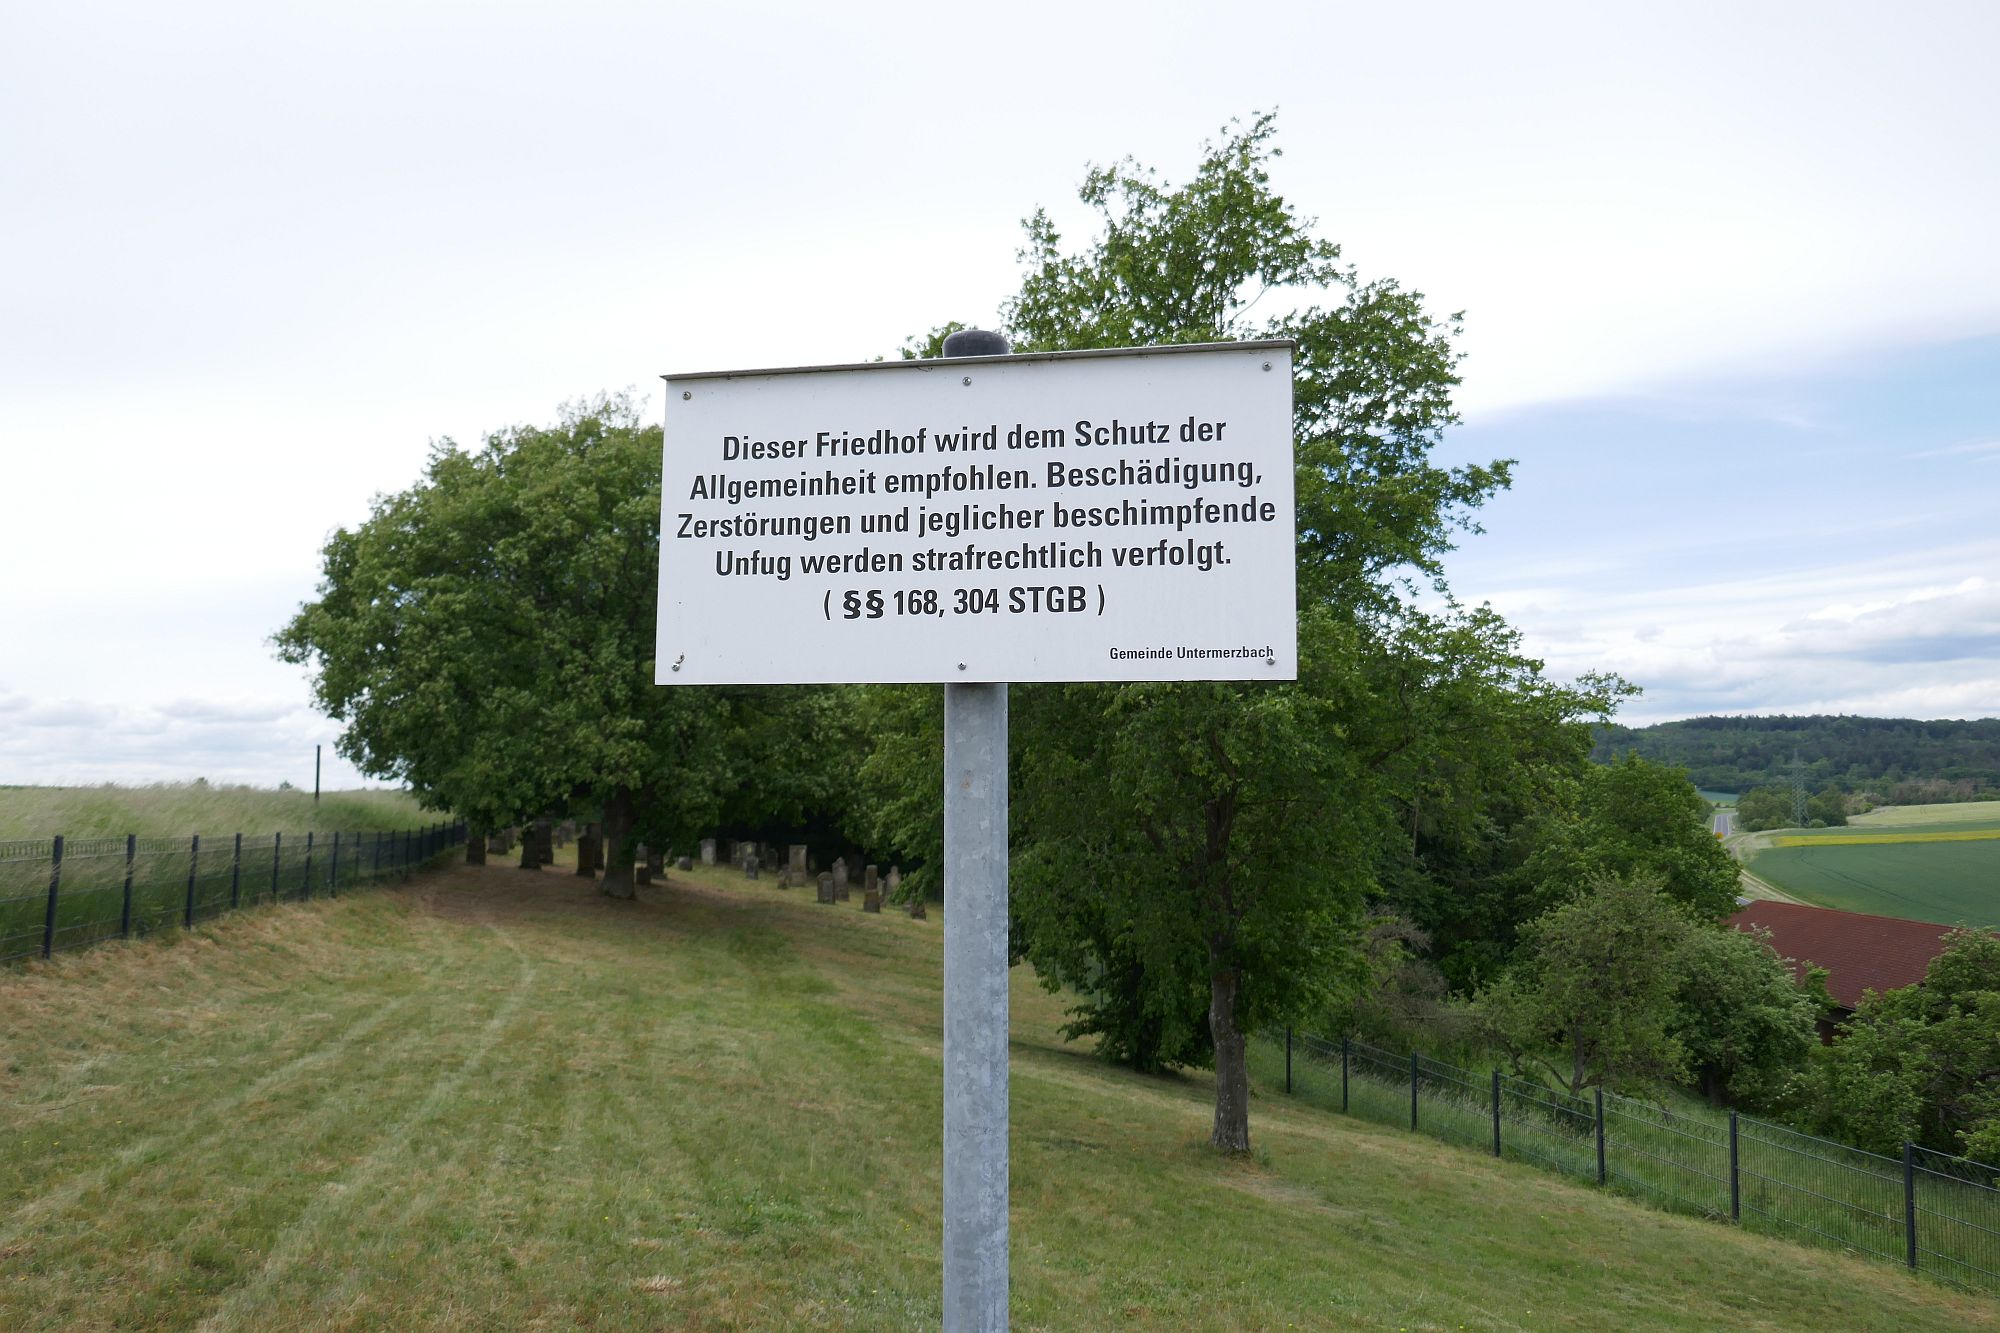 Dieser Friedhof wird dem Schutz der
Allgemeinheit empfohlen. Beschädigung,
Zerstörungen und jeglicher beschimpfende
Unfug werden strafrechtlich verfolgt.
( §§ 168, 304 STGB )
Gemeinde Untermerzbach